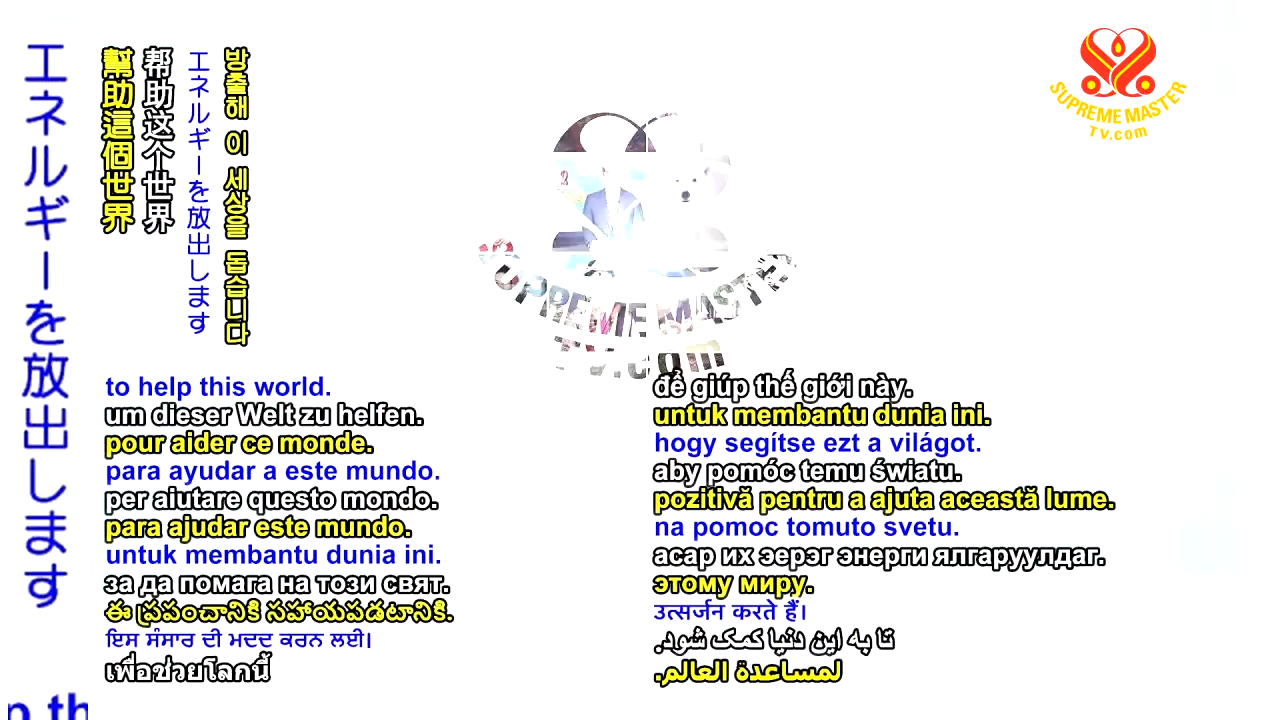 エネルギーを放出します
幫助這個世界
帮助这个世界
エネルギーを放出します
방출해 이 세상을 돕습니다
SUPREME MASTER
TV.com
SUPREME MASTER
TV.com
to help this world.
um dieser Welt zu helfen.
pour aider ce monde.
para ayudar a este mundo.
per aiutare questo mondo.
para ajudar este mundo.
untuk membantu dunia ini.
за да помага на този свят.
ఈ ప్రపంచానికి సహాయపడటానికి.
ਇਸ ਸੰਸਾਰ ਦੀ ਮਦਦ ਕਰਨ ਲਈ।
เพื่อช่วยโลกนี้
để giúp thế giới này.
untuk membantu dunia ini.
hogy segítse ezt a világot.
aby pomóc temu światu.
pozitivă pentru a ajuta această lume.
na pomoc tomuto svetu.
асар их эерэг энерги ялгаруулдаг.
этому миру.
उत्सर्जन करते हैं।
تا به این دنیا کمک شود.
لمساعدة العالم.